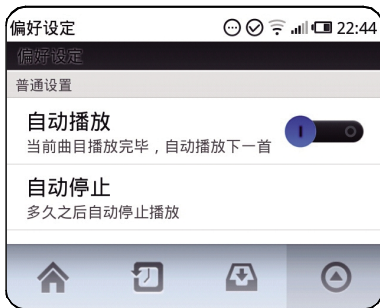 偏好设定 22:44
偏好设定
普通设置
自动播放
当前曲目播放完毕，自动播放下一首
自动停止
多久之后自动停止播放